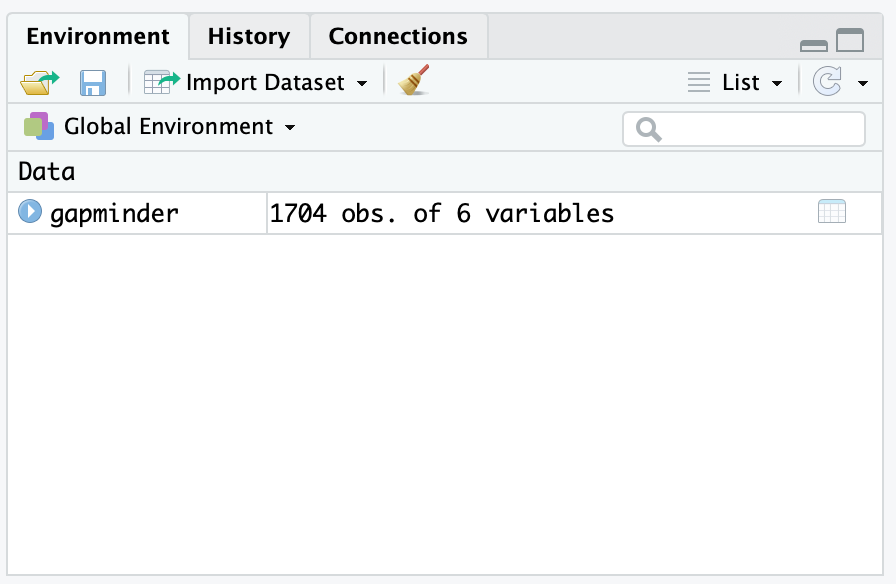 Environment History Connections
Import Dataset List
Global Environment
Data
gapminder 1704 obs. of 6 variables